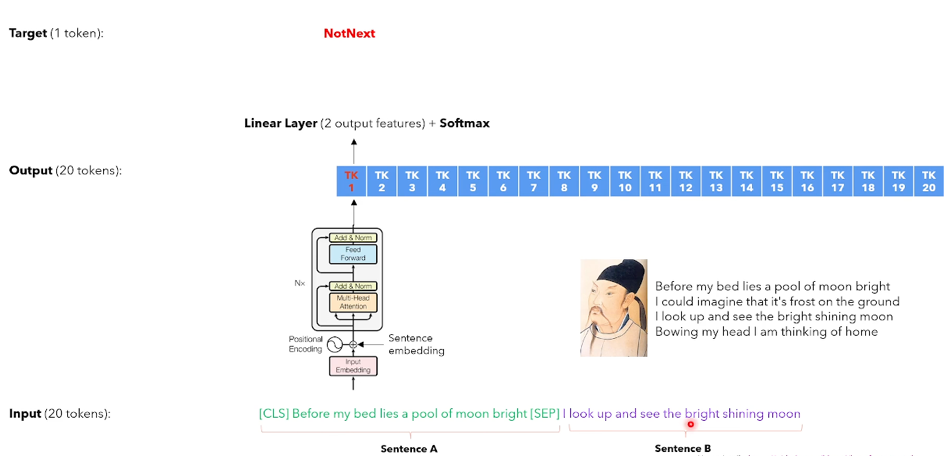 Target (1 token):
NotNext
Linear Layer (2 output features) + Softmax
Output (20 tokens):
TK 1
TK 2
TK 3
TK 4
TK 5
TK 6
TK 7
TK 8
TK 9
TK 10
TK 11
TK 12
TK 13
TK 14
TK 15
TK 16
TK 17
TK 18
TK 19
TK 20
Add & Norm
Feed
Forward
Nx
Add & Norm
Multi-Head
Attention
Positional
Encoding
Sentence
embedding
Input
Embedding
Before my bed lies a pool of moon bright
I could imagine that it's frost on the ground
I look up and see the bright shining moon
Bowing my head I am thinking of home
Input (20 tokens):
[CLS] Before my bed lies a pool of moon bright [SEP] I look up and see the bright shining moon
Sentence A
Sentence B